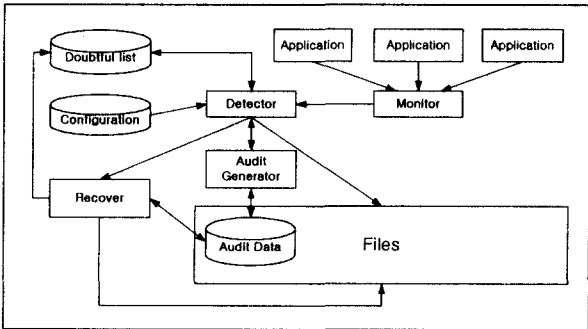 Doubtful list
Application
Application
Application
Configuration
Detector
Monitor
Audit
Generator
Recover
Audit Data
Files